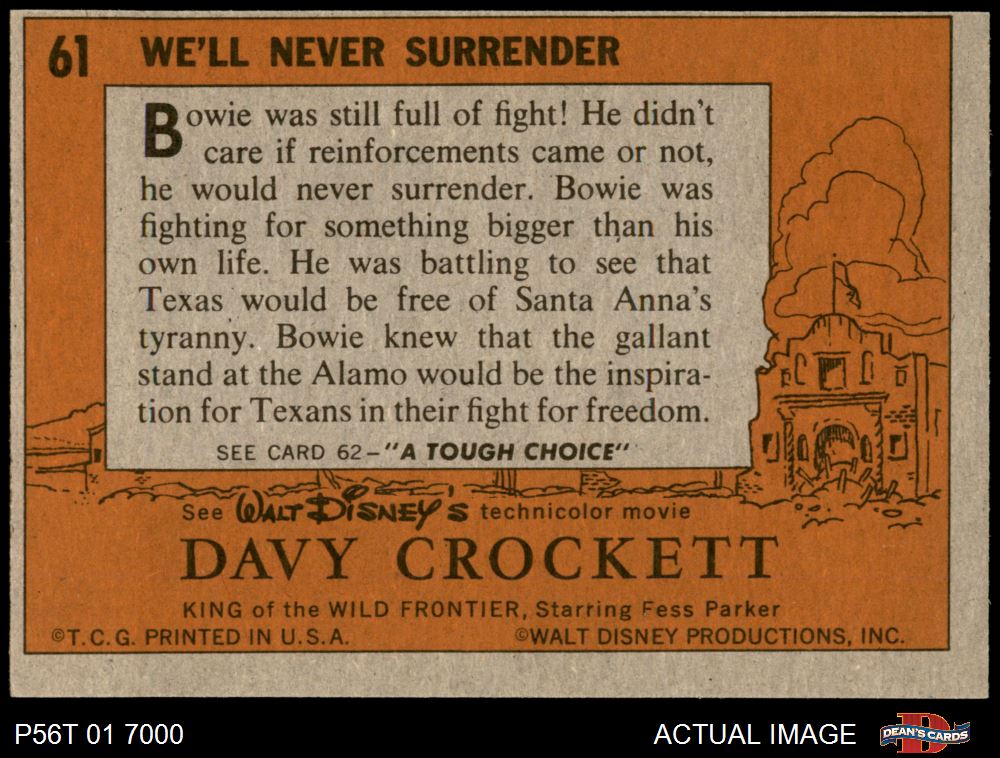 61 WE'LL NEVER SURRENDER
Bowie was still full of fight! He didn't
care if reinforcements came or not,
he would never surrender. Bowie was
fighting for something bigger than his
own life. He was battling to see that
Texas would be free of Santa Anna's
tyranny. Bowie knew that the gallant
stand at the Alamo would be the inspira-
tion for Texans in their fight for freedom.
SEE CARD 62–"A TOUGH CHOICE"
See WALT DISNEY'S technicolor movie
DAVY CROCKETT
KING of the WILD FRONTIER, Starring Fess Parker
©T.C.G. PRINTED IN U.S.A. ©WALT DISNEY PRODUCTIONS, INC.
P56T 01 7000 ACTUAL IMAGE DEAN'S CARDS